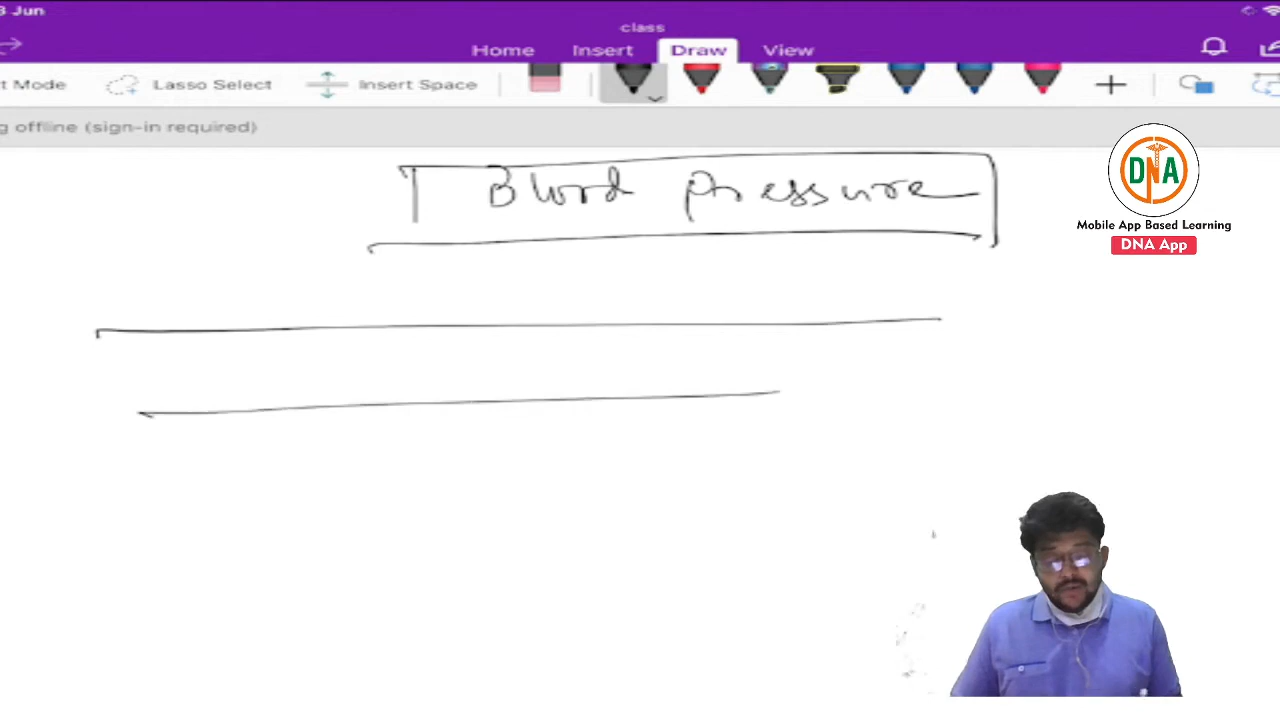 3 Jun
class
Home Insert Draw View
t Mode Lasso Select Insert Space
g offline (sign-in required)
Blood Pressure
DNA
Mobile App Based Learning
DNA App